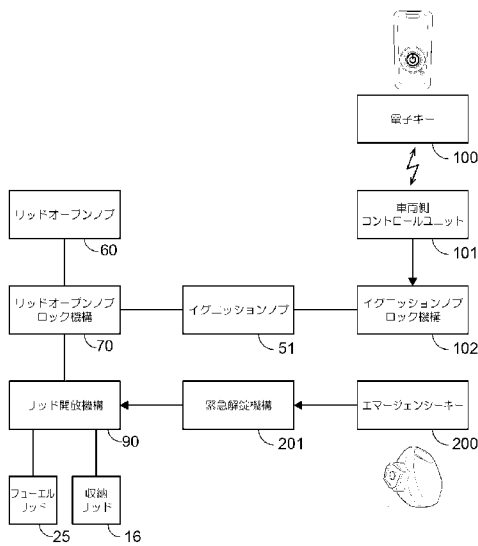 電子キー
100
車両側
コントロールユニット
101
リッドオープンノブ
60
リッドオープンノブ
ロック機構
70
イグニッションノブ
51
イグニッションノブ
ロック機構
102
リッド開放機構
90
緊急解錠機構
201
エマージェンシーキー
200
フューエル
リッド
25
収納
リッド
16